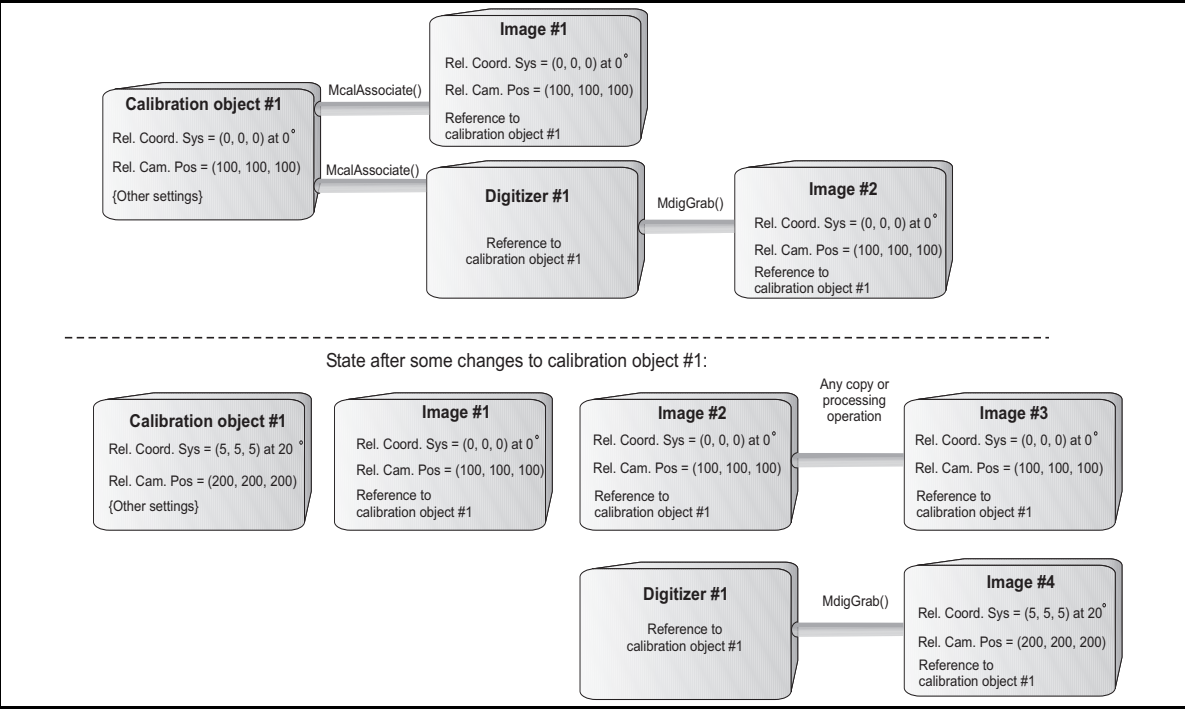 Image #1
Rel. Coord. Sys = (0, 0, 0) at 0°
Rel. Cam. Pos = (100, 100, 100)
Reference to
calibration object #1
Calibration object #1
Rel. Coord. Sys = (0, 0, 0) at 0°
Rel. Cam. Pos = (100, 100, 100)
{Other settings}
McalAssociate()
McalAssociate()
Digitizer #1
Reference to
calibration object #1
MdigGrab()
Image #2
Rel. Coord. Sys = (0, 0, 0) at 0°
Rel. Cam. Pos = (100, 100, 100)
Reference to
calibration object #1
State after some changes to calibration object #1:
Calibration object #1
Rel. Coord. Sys = (5, 5, 5) at 20 °
Rel. Cam. Pos = (200, 200, 200)
{Other settings}
Image #1
Rel. Coord. Sys = (0, 0, 0) at 0°
Rel. Cam. Pos = (100, 100, 100)
Reference to
calibration object #1
Image #2
Rel. Coord. Sys = (0, 0, 0) at 0°
Rel. Cam. Pos = (100, 100, 100)
Reference to
calibration object #1
Any copy or
processing
operation
Image #3
Rel. Coord. Sys = (0, 0, 0) at 0°
Rel. Cam. Pos = (100, 100, 100)
Reference to
calibration object #1
Digitizer #1
Reference to
calibration object #1
MdigGrab()
Image #4
Rel. Coord. Sys = (5, 5, 5) at 20°
Rel. Cam. Pos = (200, 200, 200)
Reference to
calibration object #1